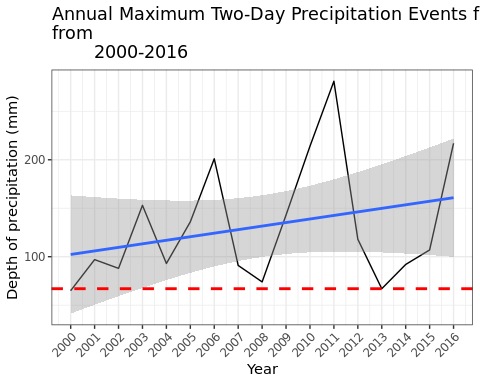 Annual Maximum Two-Day Precipitation Events f
from
2000-2016
Depth of precipitation (mm)
200
100
2000 2001 2002 2003 2004 2005 2006 2007 2008 2009 2010 2011 2012 2013 2014 2015 2016
Year